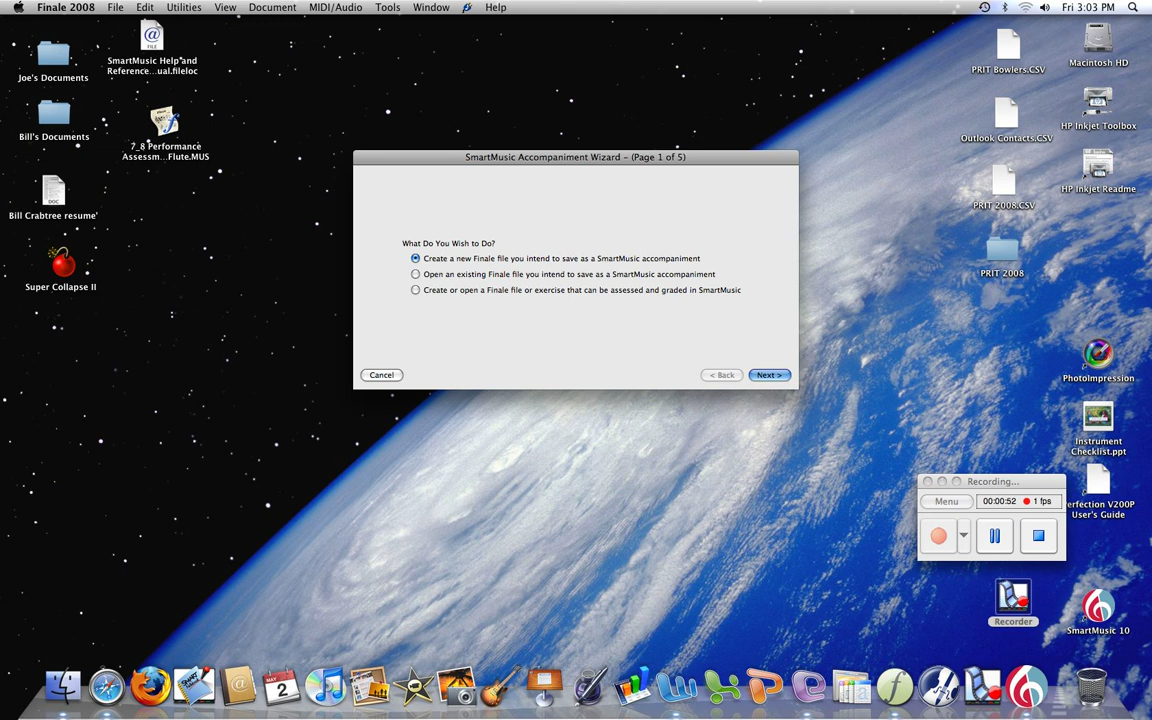 Finale 2008 File Edit Utilities View Document MIDI/Audio Tools Window Help Fri 3:03 PM
Joe's Documents
SmartMusic Help and
Reference...ual.fileloc
Bill's Documents
7_8 Performance
Assessm...Flute.MUS
Bill Crabtree resume'
Super Collapse II
SmartMusic Accompaniment Wizard – (Page 1 of 5)
What Do You Wish to Do?
Create a new Finale file you intend to save as a SmartMusic accompaniment
Open an existing Finale file you intend to save as a SmartMusic accompaniment
Create or open a Finale file or exercise that can be assessed and graded in SmartMusic
Cancel < Back Next >
PRIT Bowlers.CSV
Macintosh HD
Outlook Contacts.CSV
HP Inkjet Toolbox
PRIT 2008.CSV
HP Inkjet Readme
PRIT 2008
PhotoImpression
Instrument
Checklist.ppt
erfection V200P
User's Guide
Recording...
Menu 00:00:52 1 fps
Recorder
SmartMusic 10
MAY
2